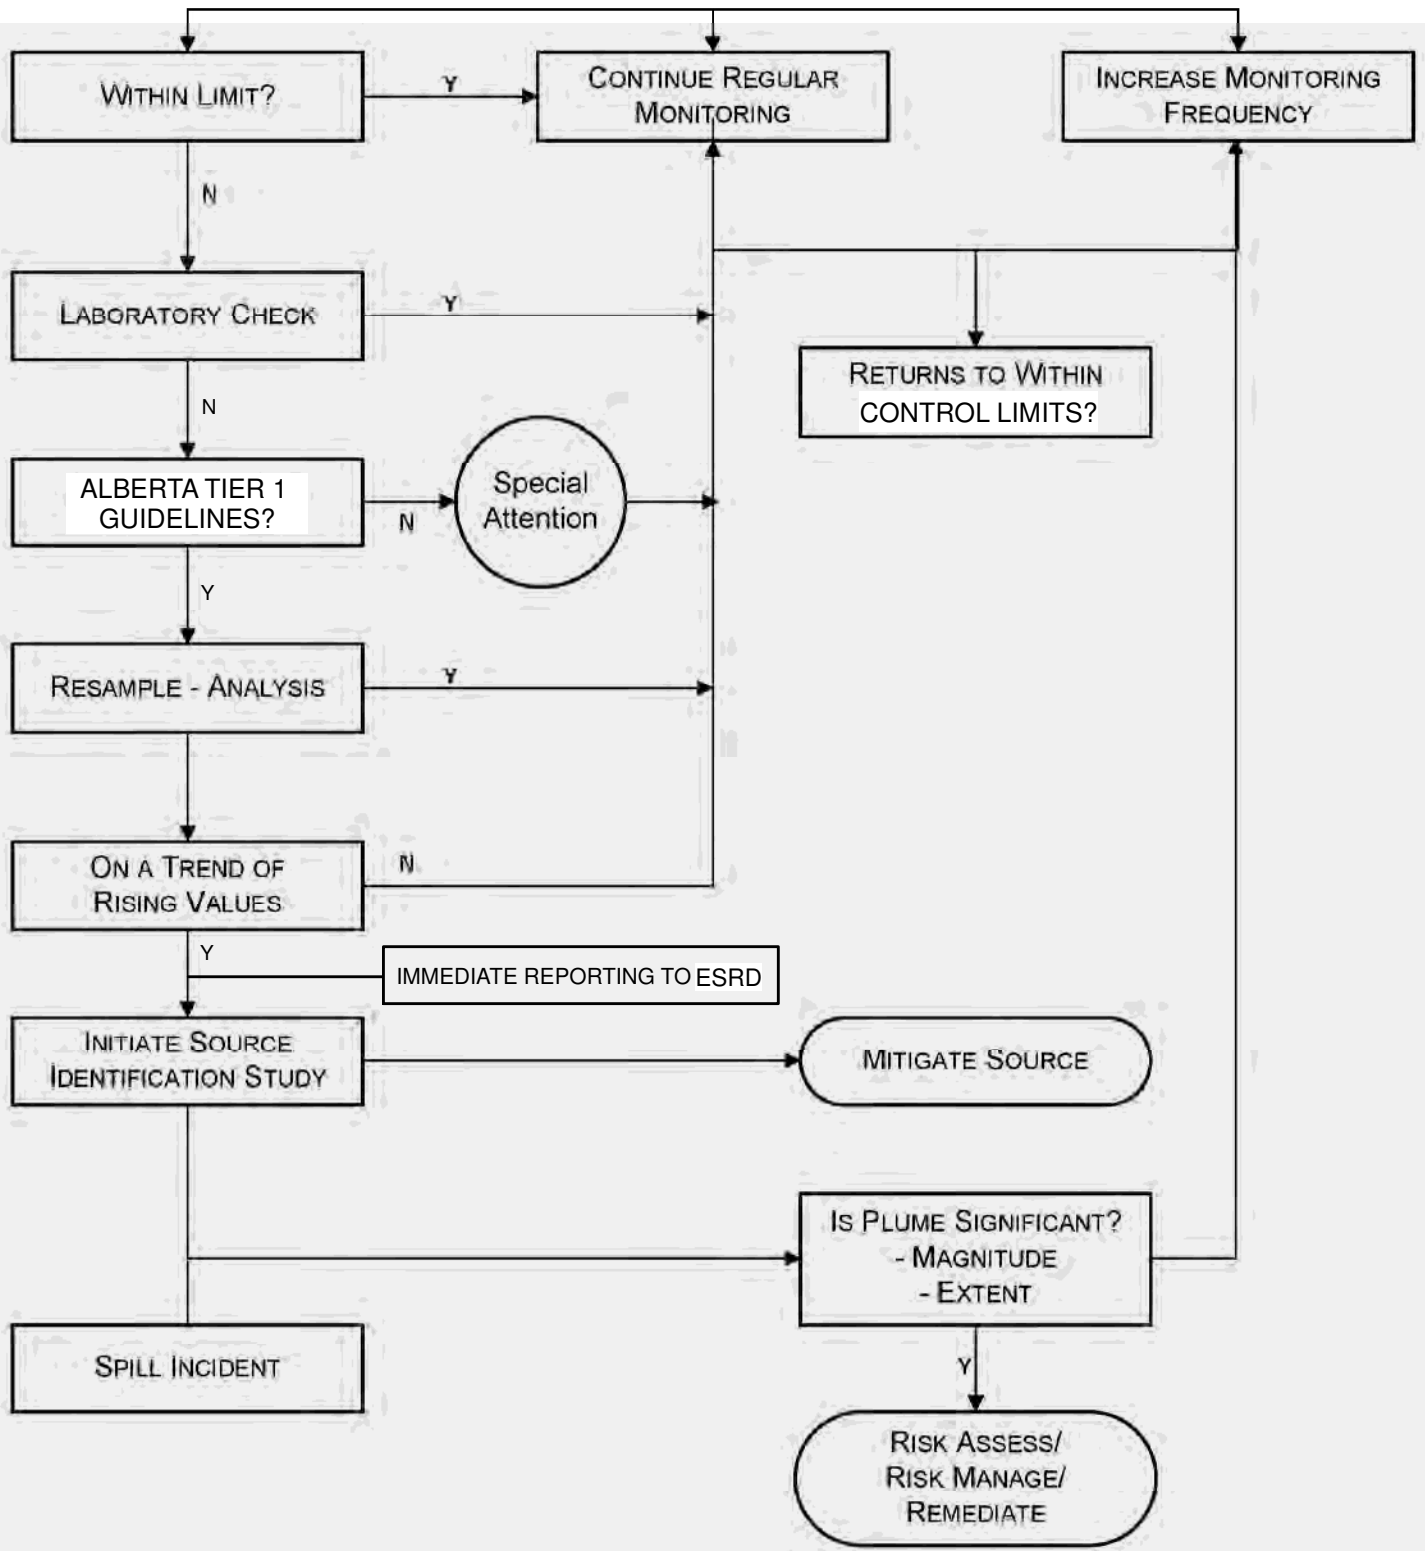 WITHIN LIMIT?
Y
CONTINUE REGULAR
MONITORING
INCREASE MONITORING
FREQUENCY
N
LABORATORY CHECK
Y
RETURNS TO WITHIN
CONTROL LIMITS?
N
ALBERTA TIER 1
GUIDELINES?
N
Special
Attention
Y
RESAMPLE - ANALYSIS
Y
ON A TREND OF
RISING VALUES
N
Y
IMMEDIATE REPORTING TO ESRD
INITIATE SOURCE
IDENTIFICATION STUDY
MITIGATE SOURCE
IS PLUME SIGNIFICANT?
- MAGNITUDE
- EXTENT
SPILL INCIDENT
Y
RISK ASSESS/
RISK MANAGE/
REMEDIATE